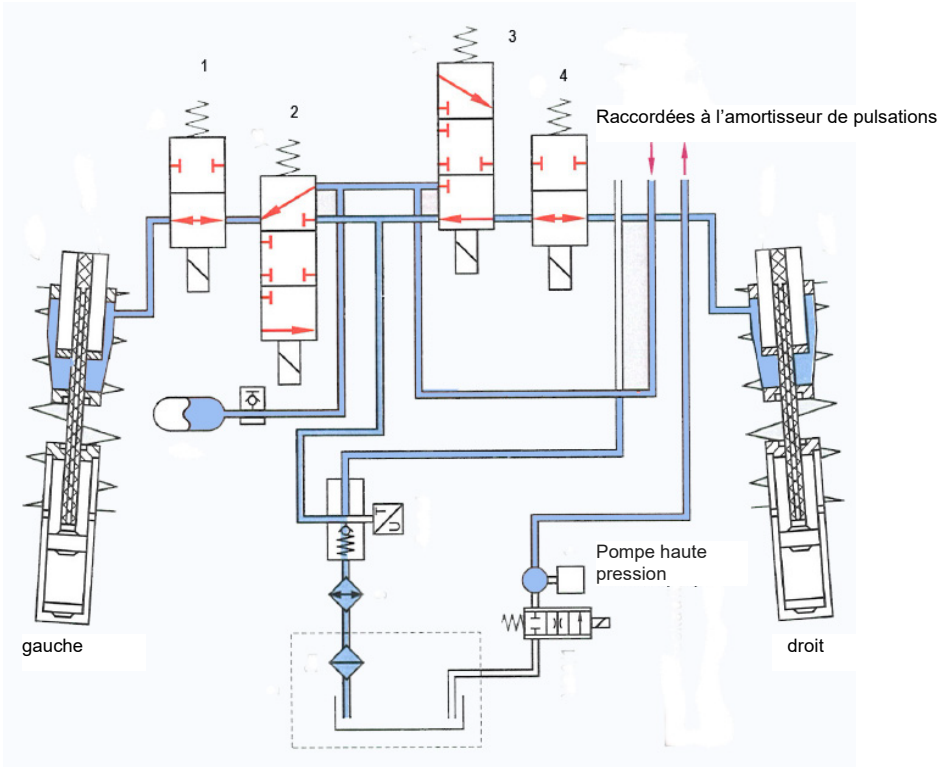 3
1
4
2
Raccordées à l'amortisseur de pulsations
Pompe haute
pression
gauche
droit